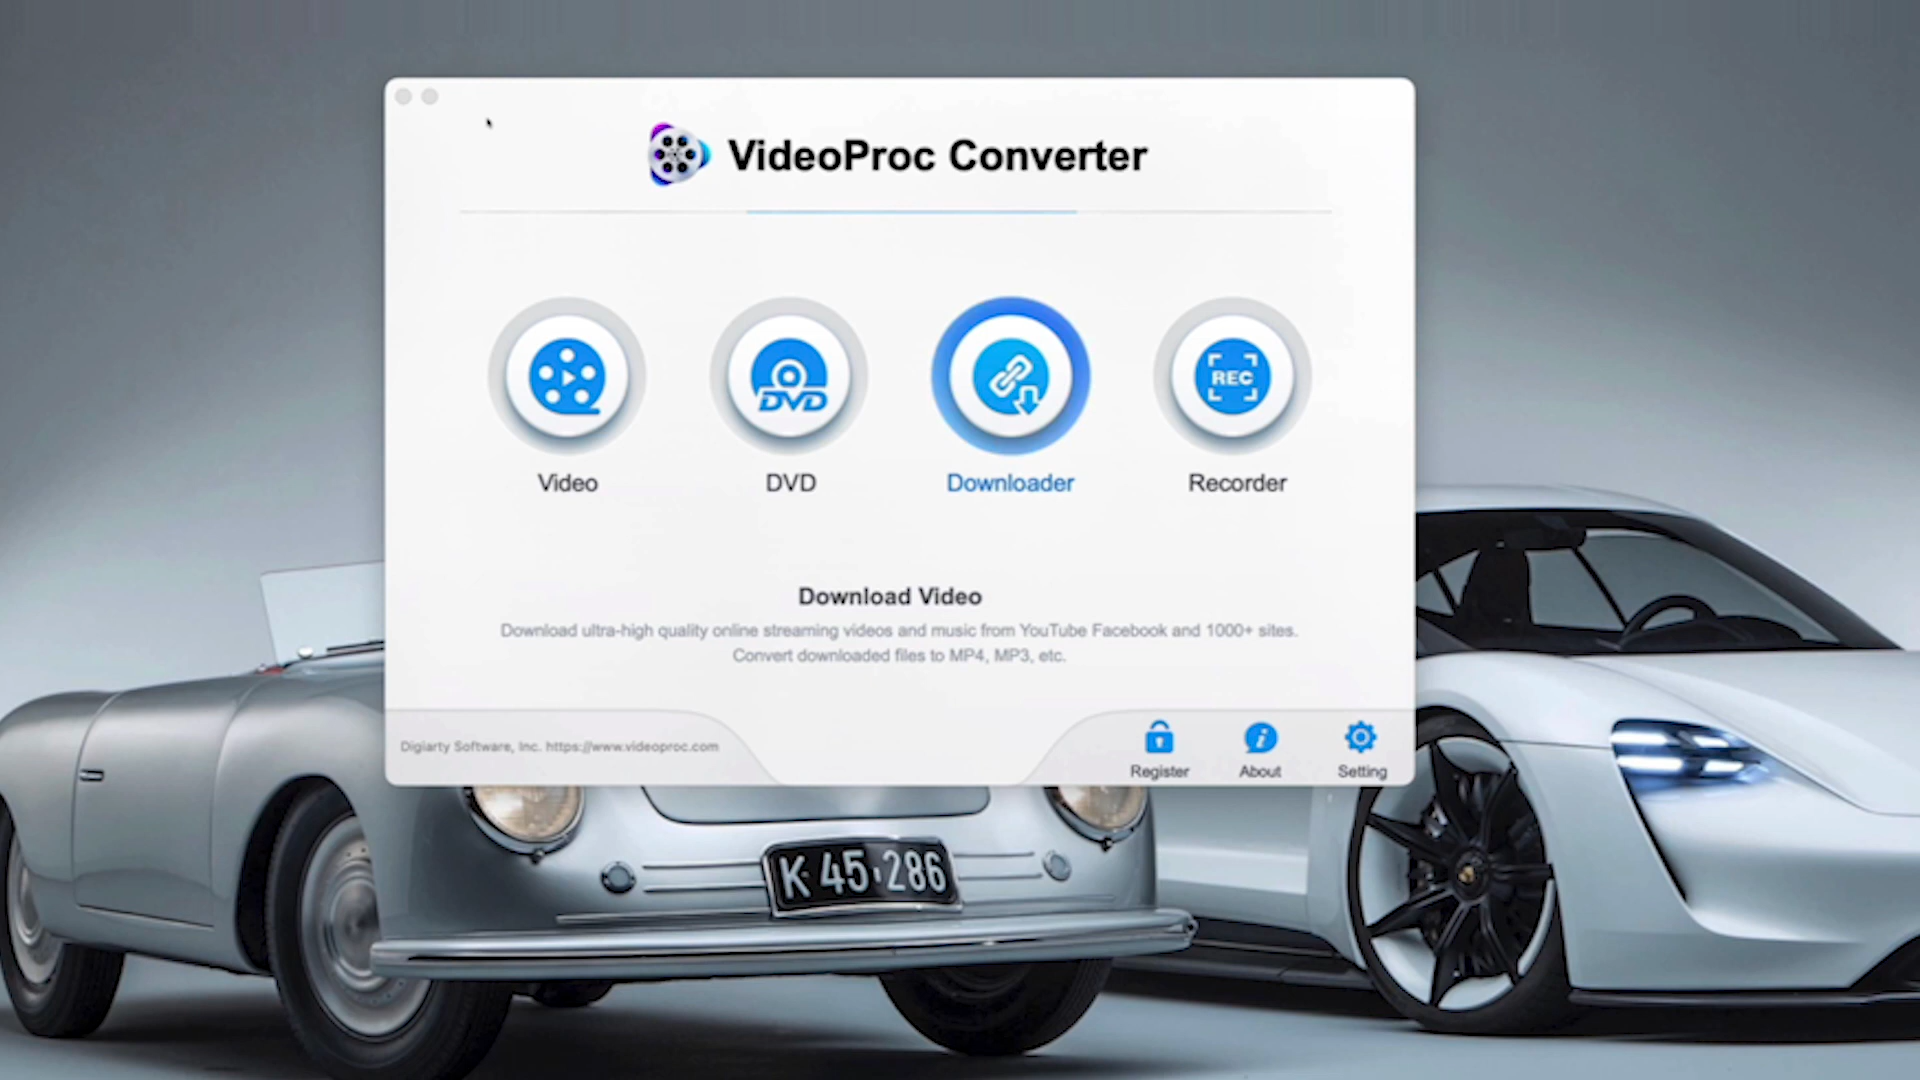 VideoProc Converter
DVD
REC
Video
DVD
Downloader
Recorder
Download Video
Download ultra-high quality online streaming videos and music from YouTube Facebook and 1000+ sites.
Convert downloaded files to MP4, MP3, etc.
Digiarty Software, Inc. https://www.videoproc.com
Register
About
Setting
K·45·286